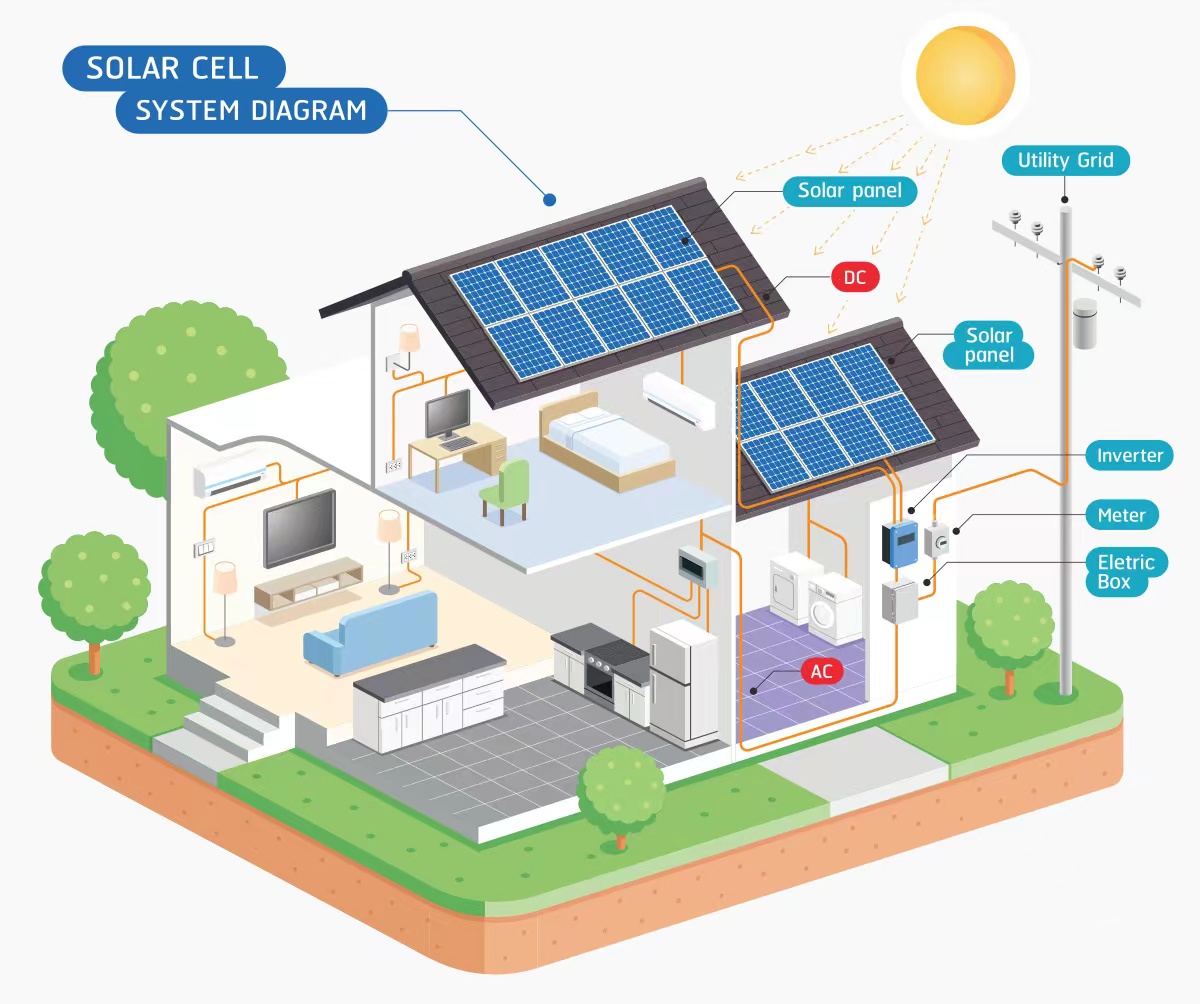 SOLAR CELL
SYSTEM DIAGRAM
Utility Grid
Solar panel
DC
Solar
panel
Inverter
Meter
Eletric
Box
AC